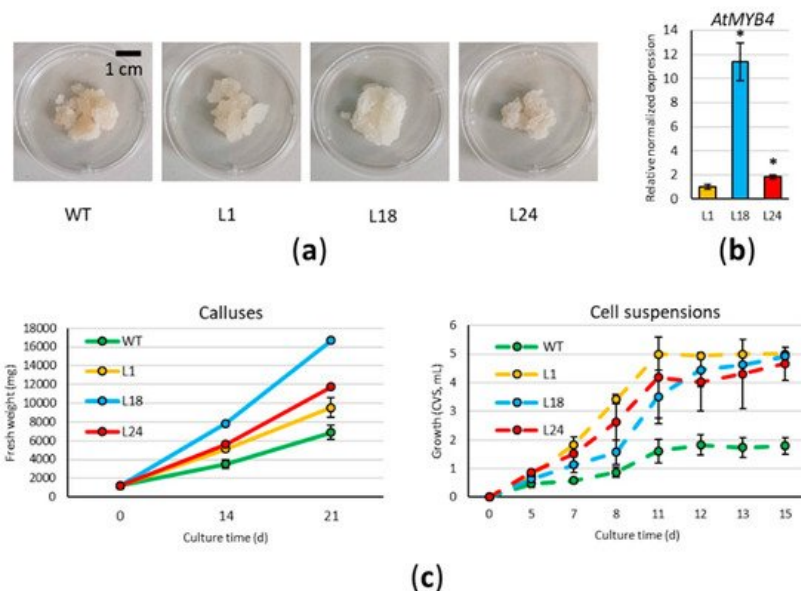 1 cm
WT
L1
L18
L24
(a)
AtMYB4
Relative normalized expression
14
12
10
8
6
4
2
0
*
*
L1 L18 L24
(b)
Calluses
Fresh weight (mg)
18000
16000
14000
12000
10000
8000
6000
4000
2000
0
WT
L1
L18
L24
0 14 21
Culture time (d)
Cell suspensions
Growth (CVS, mL)
6
5
4
3
2
1
0
WT
L1
L18
L24
0 5 7 8 11 12 13 15
Culture time (d)
(c)